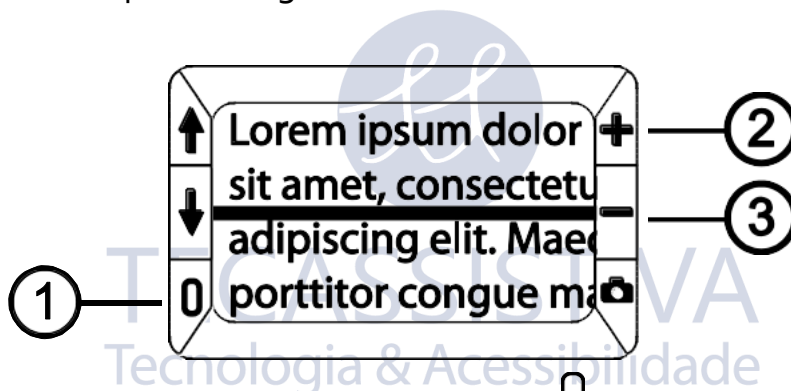 Lorem ipsum dolor
sit amet, consectetu
adipiscing elit. Maec
porttitor congue ma
0
1
2
3
TECASSISTIVA
Tecnologia & Acessibilidade